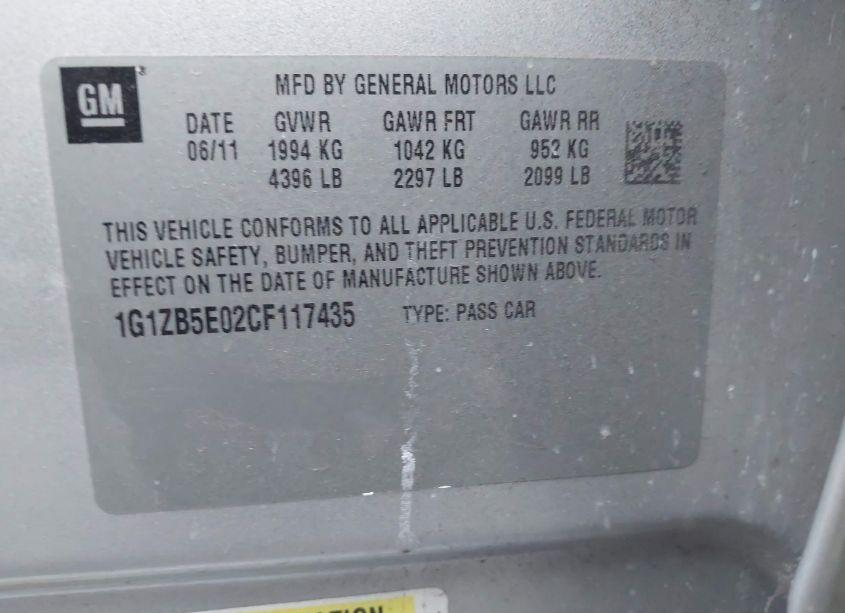 GM
MFD BY GENERAL MOTORS LLC
DATE GVWR GAWR FRT GAWR RR
06/11 1994 KG 1042 KG 952 KG
4396 LB 2297 LB 2099 LB
THIS VEHICLE CONFORMS TO ALL APPLICABLE U.S. FEDERAL MOTOR
VEHICLE SAFETY, BUMPER, AND THEFT PREVENTION STANDARDS IN
EFFECT ON THE DATE OF MANUFACTURE SHOWN ABOVE.
1G1ZB5E02CF117435 TYPE: PASS CAR